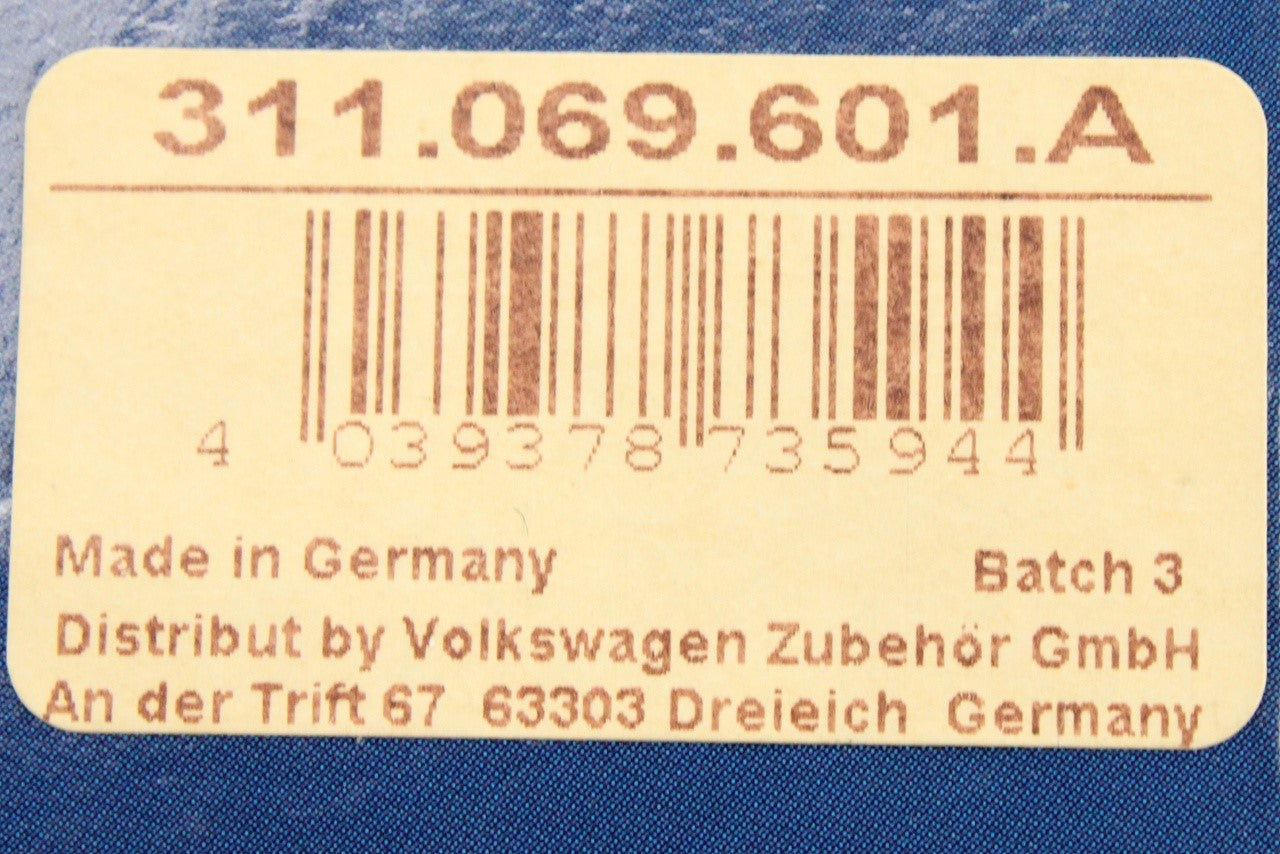 311.069.601.A
4 039378 735944
Made in Germany Batch 3
Distribut by Volkswagen Zubehör GmbH
An der Trift 67 63303 Dreieich Germany